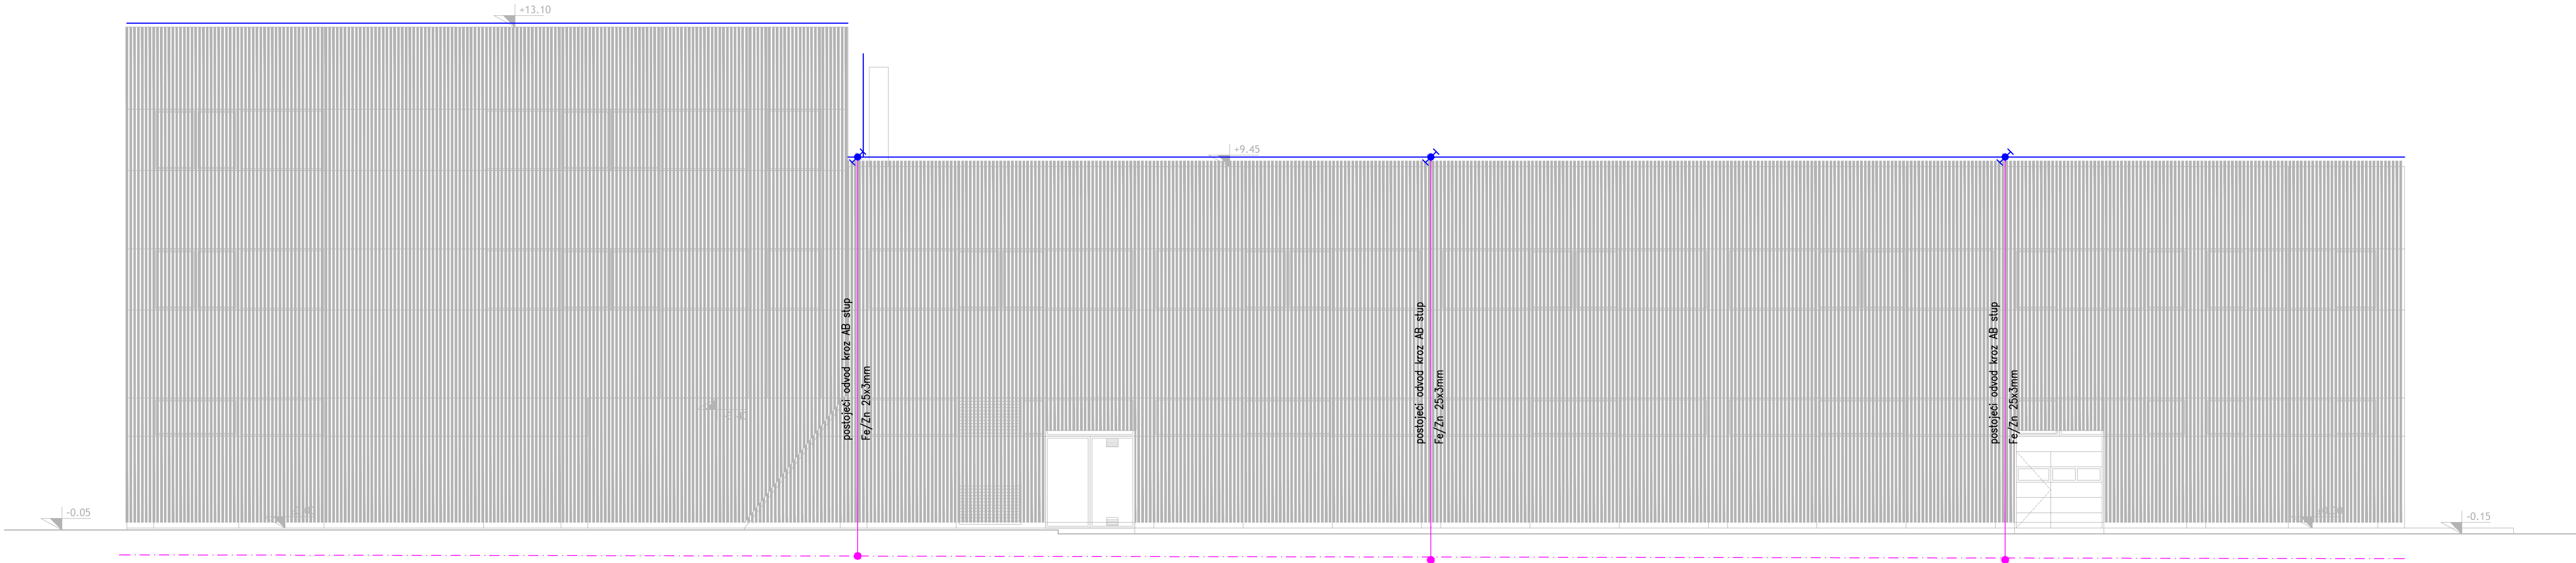 +13.10
+9.45
postojeći odvod kroz AB stup
Fe/Zn 25x3mm
postojeći odvod kroz AB stup
Fe/Zn 25x3mm
postojeći odvod kroz AB stup
Fe/Zn 25x3mm
-0.05
-0.15